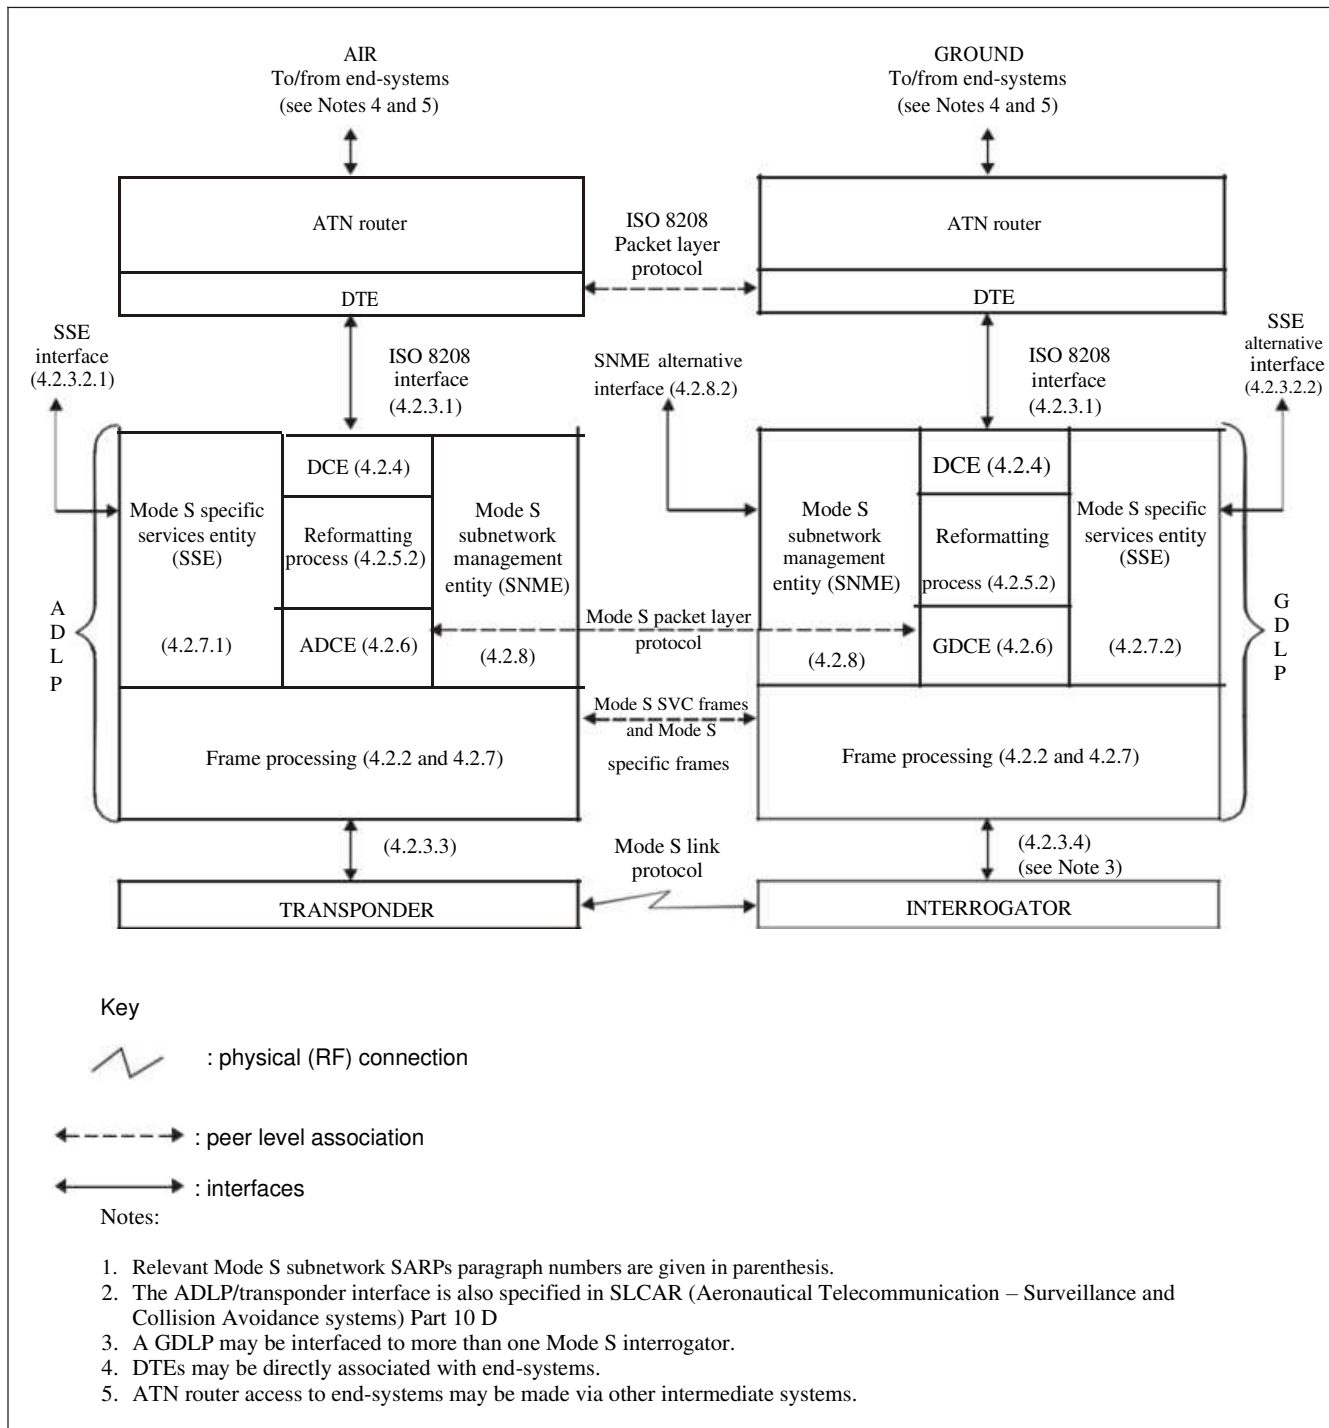 AIR
To/from end-systems
(see Notes 4 and 5)
GROUND
To/from end-systems
(see Notes 4 and 5)
ATN router
DTE
ISO 8208
Packet layer
protocol
ATN router
DTE
SSE
interface
(4.2.3.2.1)
ISO 8208
interface
(4.2.3.1)
SNME alternative
interface (4.2.8.2)
ISO 8208
interface
(4.2.3.1)
SSE
alternative
interface
(4.2.3.2.2)
A
D
L
P
Mode S specific
services entity
(SSE)
(4.2.7.1)
DCE (4.2.4)
Reformatting
process (4.2.5.2)
ADCE (4.2.6)
Mode S
subnetwork
management
entity (SNME)
(4.2.8)
Mode S packet layer
protocol
Mode S
subnetwork
management
entity (SNME)
(4.2.8)
DCE (4.2.4)
Reformatting
process (4.2.5.2)
GDCE (4.2.6)
Mode S specific
services entity
(SSE)
(4.2.7.2)
G
D
L
P
Frame processing (4.2.2 and 4.2.7)
Mode S SVC frames
and Mode S
specific frames
Frame processing (4.2.2 and 4.2.7)
(4.2.3.3)
Mode S link
protocol
(4.2.3.4)
(see Note 3)
TRANSPONDER
INTERROGATOR
Key
: physical (RF) connection
: peer level association
: interfaces
Notes:
1. Relevant Mode S subnetwork SARPs paragraph numbers are given in parenthesis.
2. The ADLP/transponder interface is also specified in SLCAR (Aeronautical Telecommunication – Surveillance and
Collision Avoidance systems) Part 10 D
3. A GDLP may be interfaced to more than one Mode S interrogator.
4. DTEs may be directly associated with end-systems.
5. ATN router access to end-systems may be made via other intermediate systems.